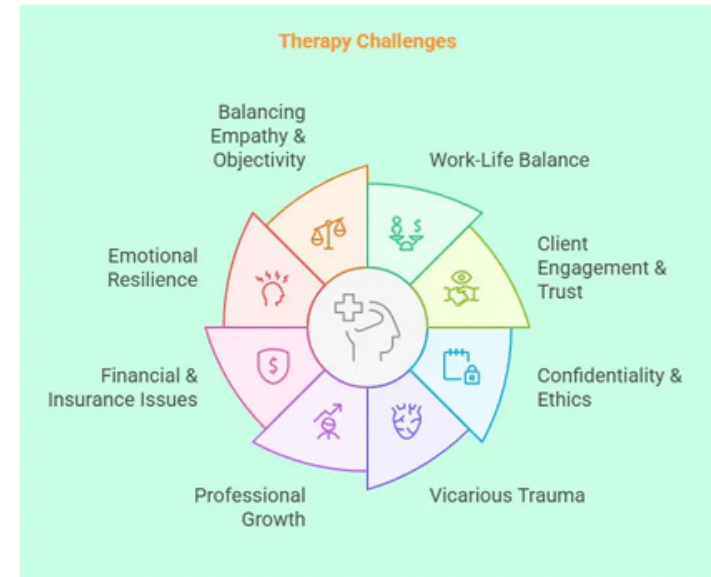 Therapy Challenges
Balancing
Empathy &
Objectivity
Work-Life Balance
Client
Engagement &
Trust
Emotional
Resilience
Financial &
Insurance Issues
Confidentiality &
Ethics
Professional
Growth
Vicarious Trauma
$
$